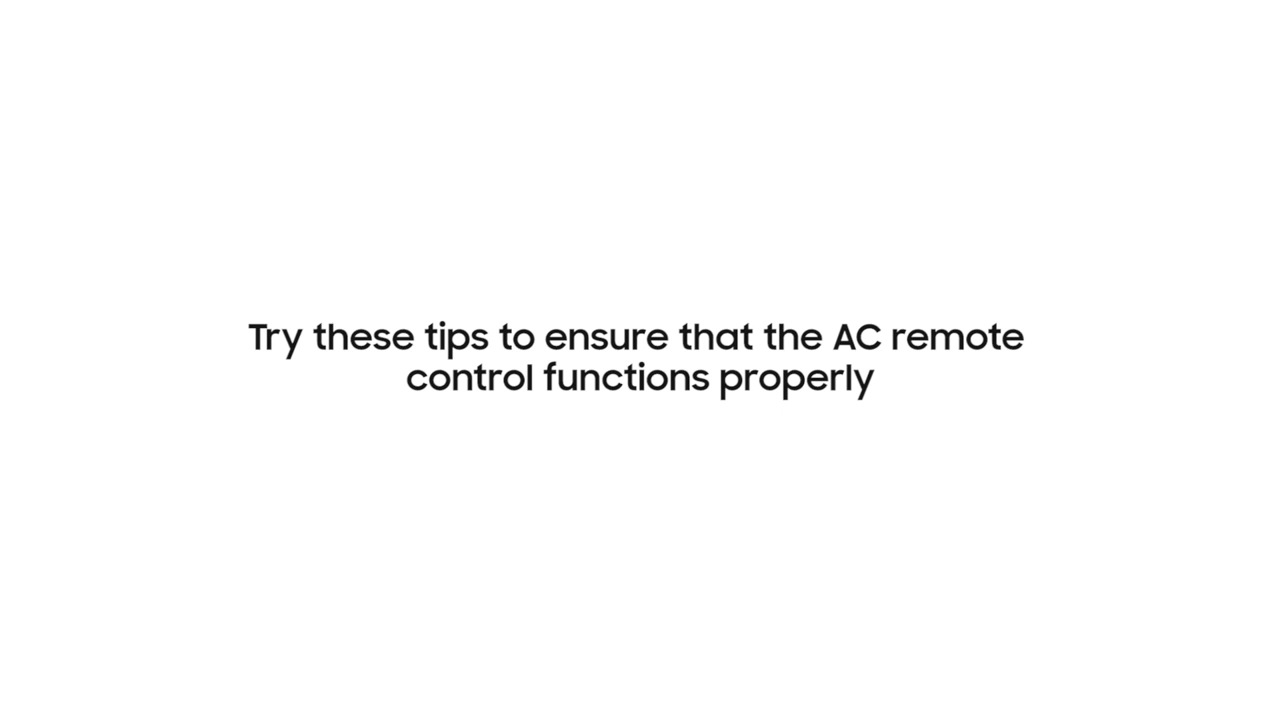 Try these tips to ensure that the AC remote
control functions properly